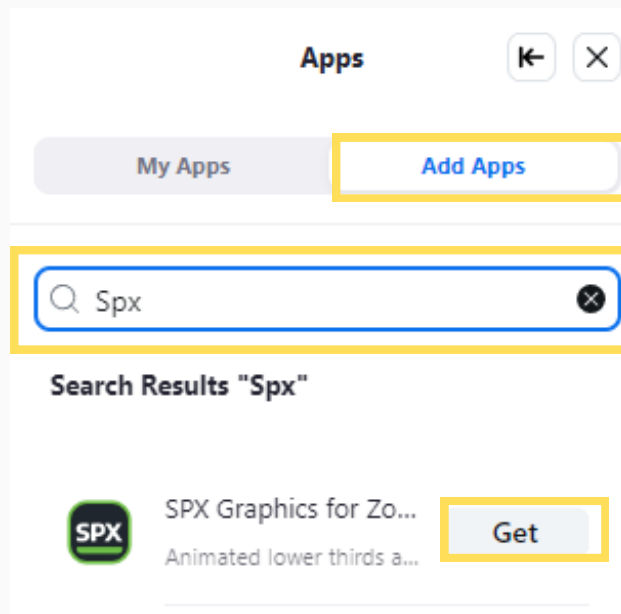 Apps
My Apps
Add Apps
Spx
Search Results "Spx"
SPX
SPX Graphics for Zo...
Get
Animated lower thirds a...